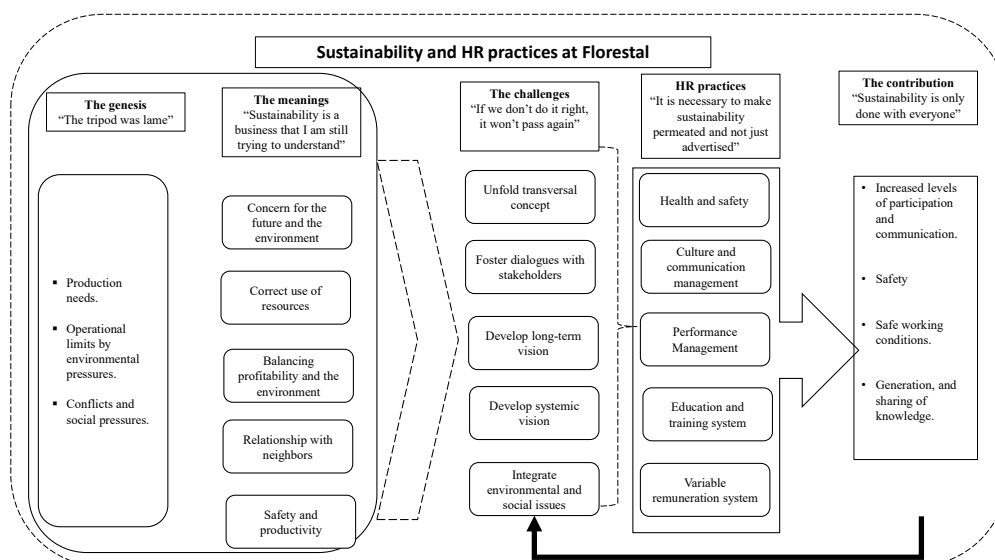 Sustainability and HR practices at Florestal
The genesis
“The tripod was lame”
The meanings
“Sustainability is a
business that I am still
trying to understand”
The challenges
“If we don’t do it right,
it won’t pass again”
HR practices
“It is necessary to make
sustainability
permeated and not just
advertised”
The contribution
“Sustainability is only
done with everyone”
▪ Production
needs.
▪ Operational
limits by
environmental
pressures.
▪ Conflicts and
social pressures.
Concern for the
future and the
environment
Correct use of
resources
Balancing
profitability and the
environment
Relationship with
neighbors
Safety and
productivity
Unfold transversal
concept
Foster dialogues with
stakeholders
Develop long-term
vision
Develop systemic
vision
Integrate
environmental and
social issues
Health and safety
Culture and
communication
management
Performance
Management
Education and
training system
Variable
remuneration system
• Increased levels
of participation
and
communication.
• Safety
• Safe working
conditions.
• Generation, and
sharing of
knowledge.